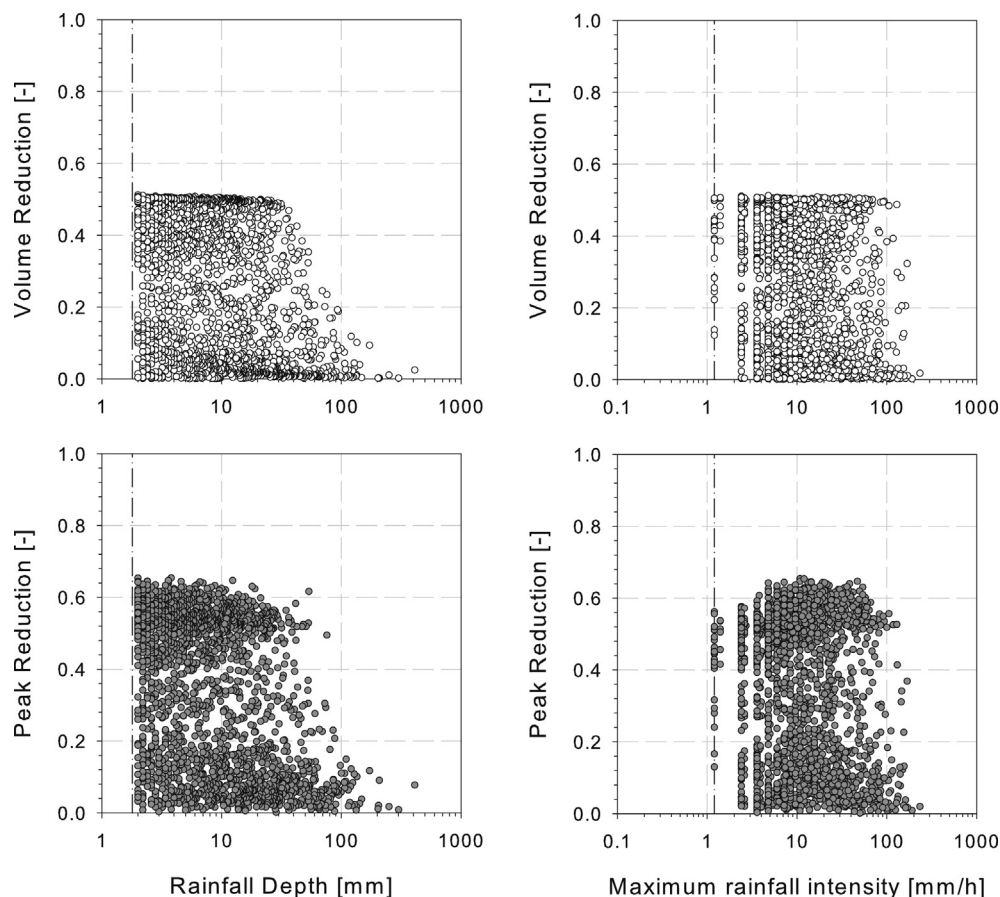 1.0
0.8
0.6
0.4
0.2
0.0
Volume Reduction [-]
1 10 100 1000
1.0
0.8
0.6
0.4
0.2
0.0
Volume Reduction [-]
0.1 1 10 100 1000
1.0
0.8
0.6
0.4
0.2
0.0
Peak Reduction [-]
1 10 100 1000
Rainfall Depth [mm]
1.0
0.8
0.6
0.4
0.2
0.0
Peak Reduction [-]
0.1 1 10 100 1000
Maximum rainfall intensity [mm/h]